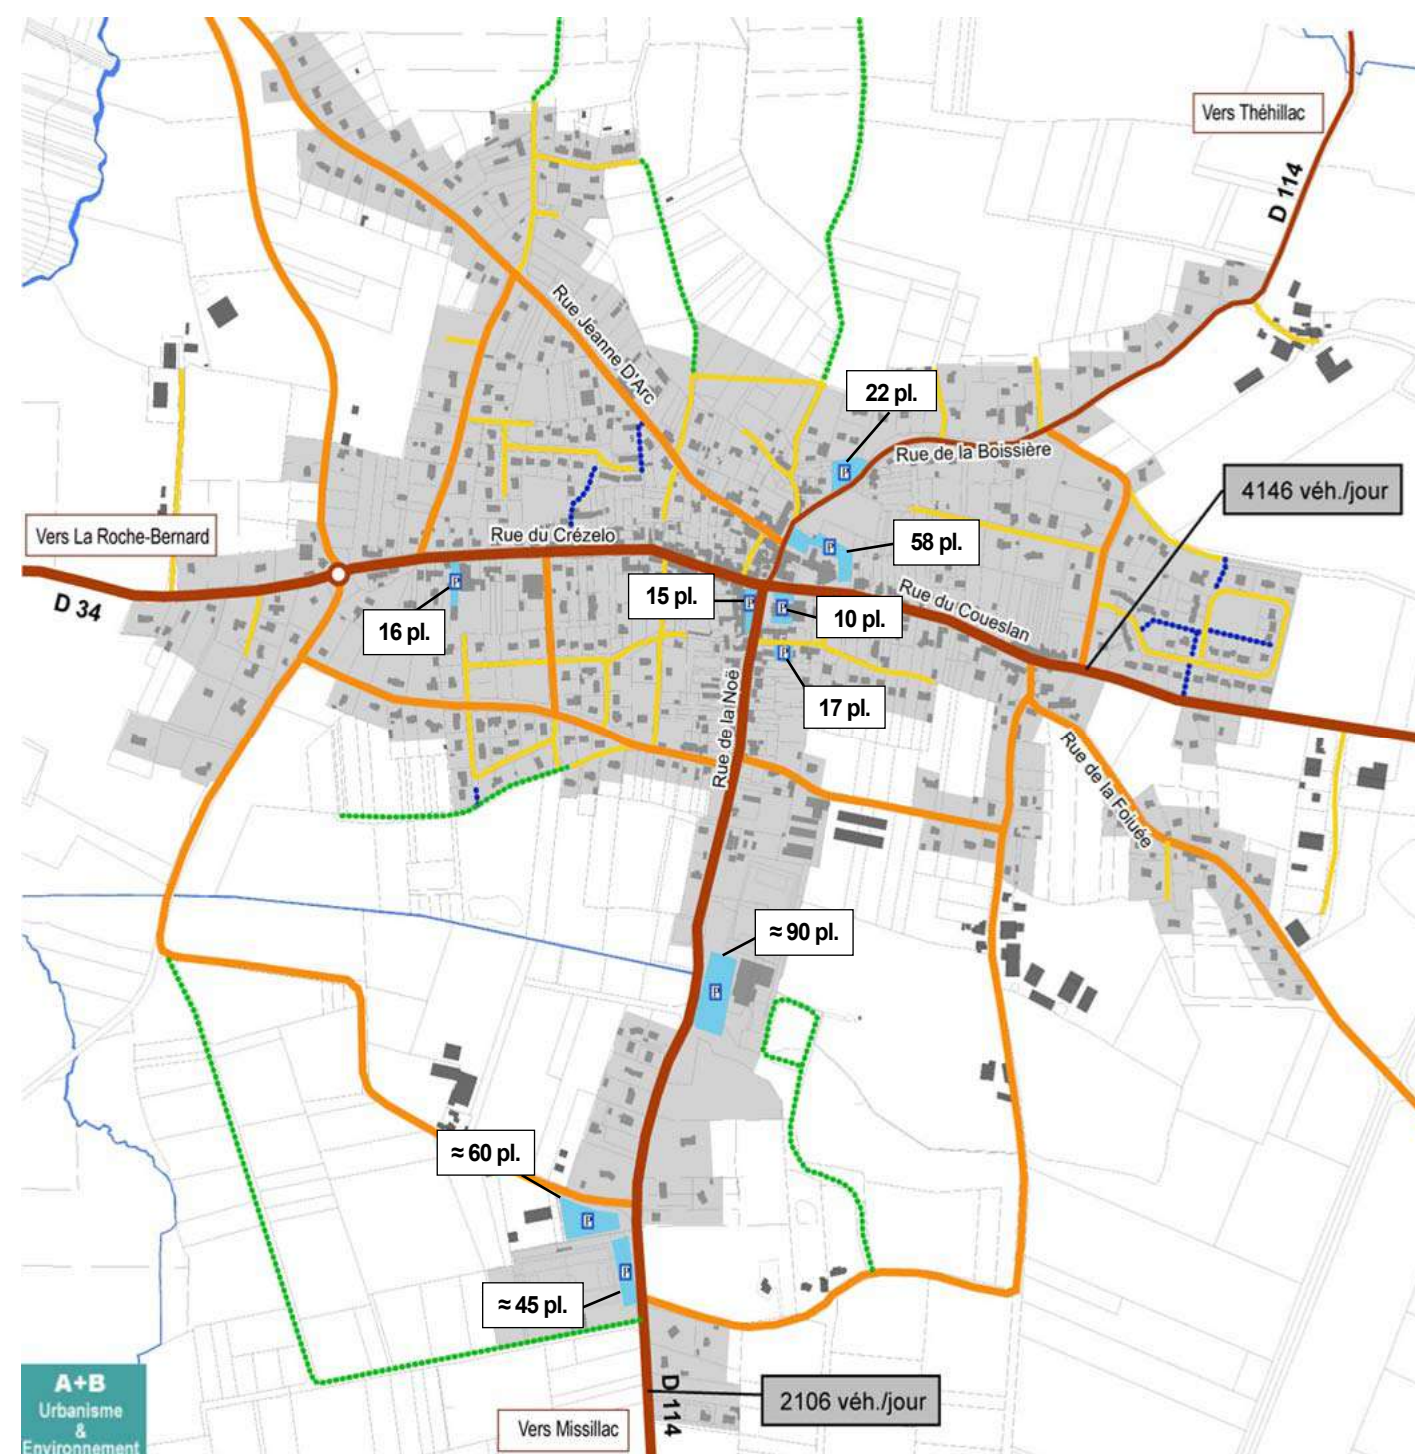 Vers Théhillac
D 114
Rue Jeanne D'Arc
22 pl.
Rue de la Boissière
4146 véh./jour
Vers La Roche-Bernard
Rue du Crézelo
58 pl.
D 34
15 pl.
10 pl.
Rue du Coueslan
16 pl.
17 pl.
Rue de la Noë
Rue de la Foiuée
≈ 90 pl.
≈ 60 pl.
≈ 45 pl.
D 114
2106 véh./jour
Vers Missillac
A+B
Urbanisme
&
Environnement
P
P
P
P
P
P
P
P
P